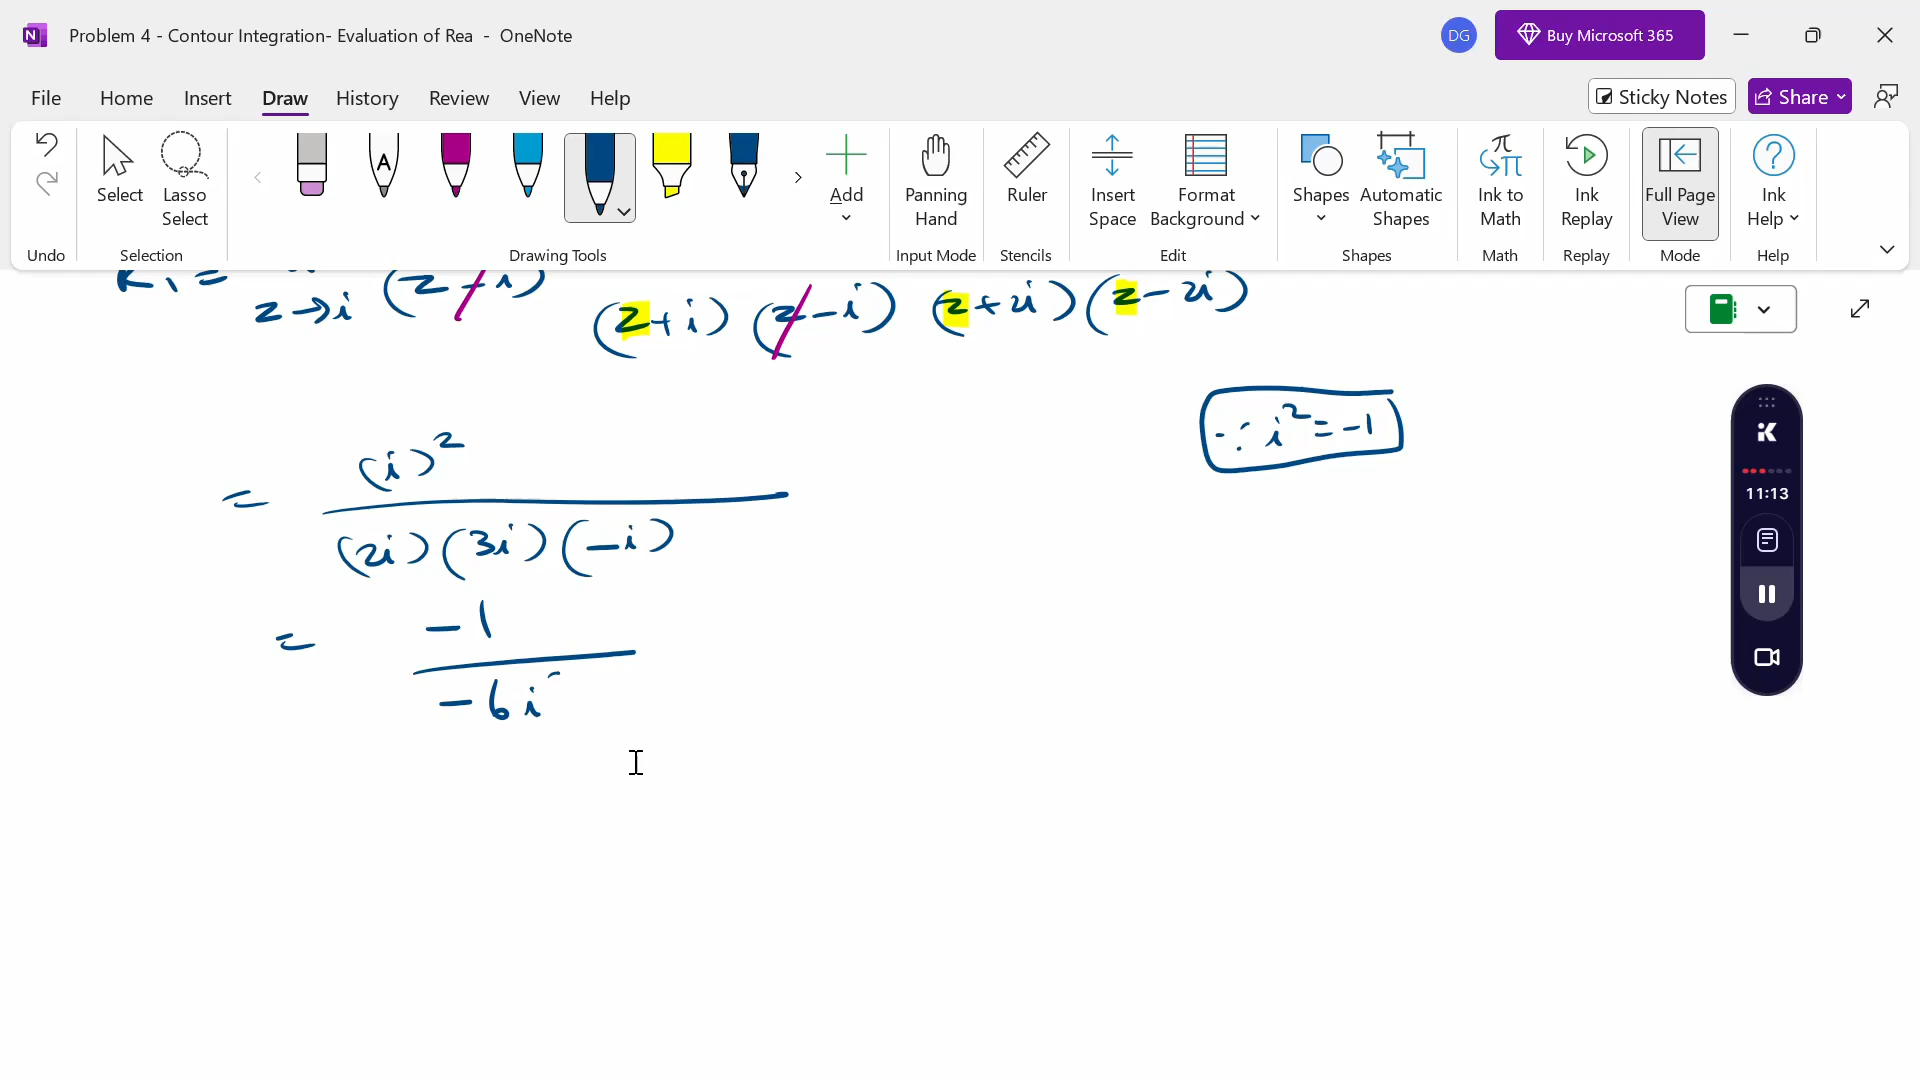 Problem 4 - Contour Integration- Evaluation of Rea - OneNote
DG
Buy Microsoft 365
File Home Insert Draw History Review View Help
Sticky Notes
Share
Select
Lasso Select
A
Add
Panning Hand
Ruler
Insert Space
Format Background
Shapes
Automatic Shapes
Ink to Math
Ink Replay
Full Page View
Ink Help
Undo
Selection
Drawing Tools
Input Mode
Stencils
Edit
Shapes
Math
Replay
Mode
Help
z→i (z-i)
(z+i) (z-i) (z+2i) (z-2i)
∵ i²=-1
= (i)²
(2i) (3i) (-i)
= -1
-6i
11:13